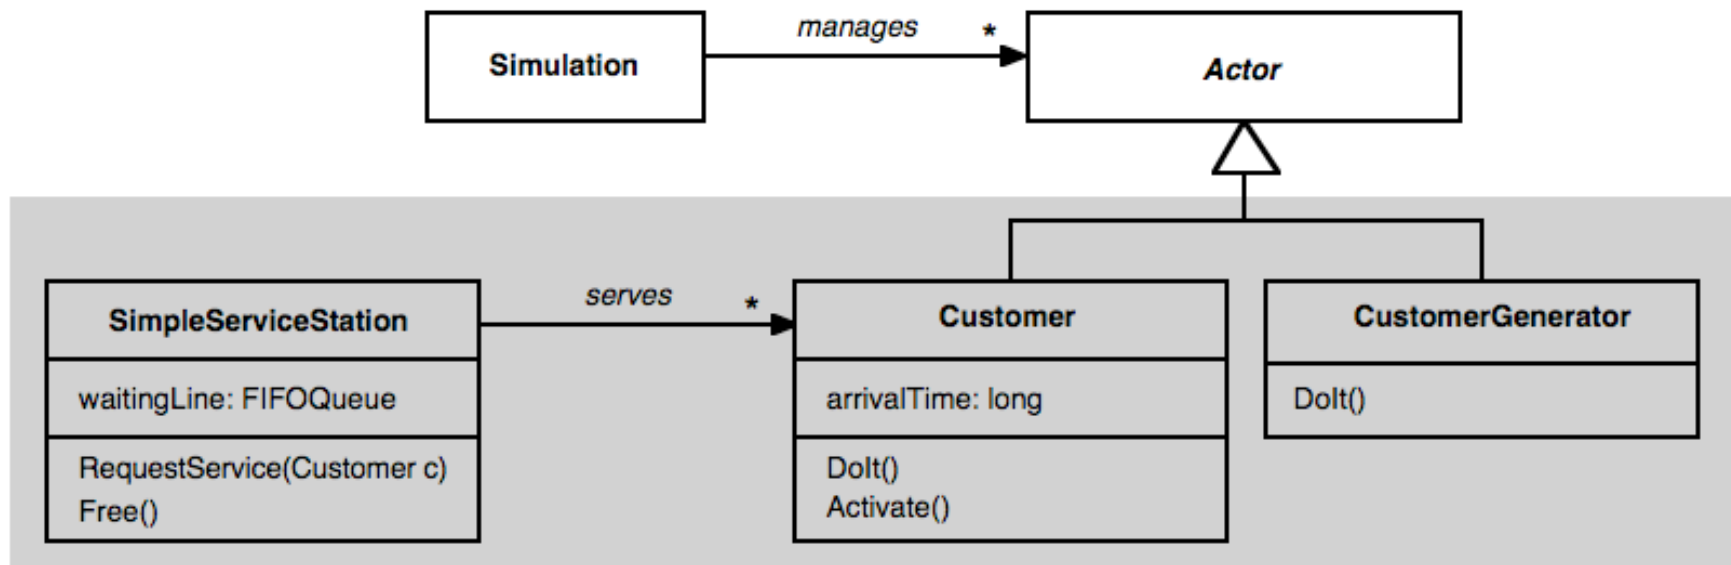 Simulation
manages
*
Actor
SimpleServiceStation
waitingLine: FIFOQueue
RequestService(Customer c)
Free()
serves
*
Customer
arrivalTime: long
DoIt()
Activate()
CustomerGenerator
DoIt()